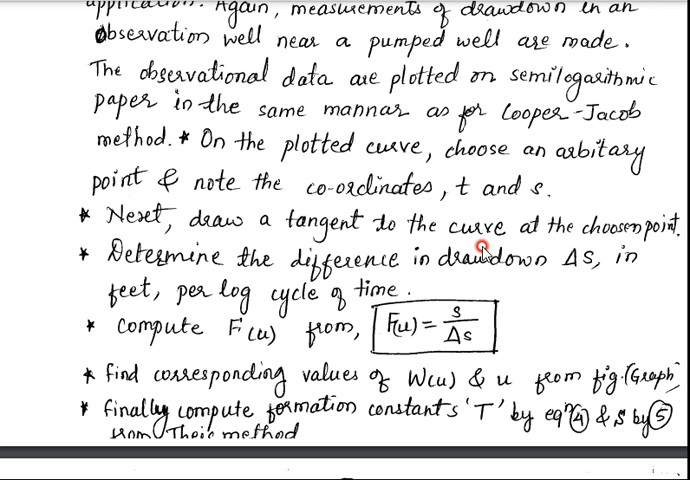 application. Again, measurements of drawdown in an
observation well near a pumped well are made.
The observational data are plotted on semilogarithmic
paper in the same mannar as for Cooper-Jacob
method. * On the plotted curve, choose an arbitary
point & note the co-ordinates, t and s.
* Next, draw a tangent to the curve at the choosen point.
* Determine the difference in drawdown Δs, in
feet, per log cycle of time.
* Compute F(u) from, F(u) = s/Δs
* find corresponding values of W(u) & u from fig. (Graph)
* finally compute formation constants 'T' by eqⁿ ④ & S by ⑤
from Theis method